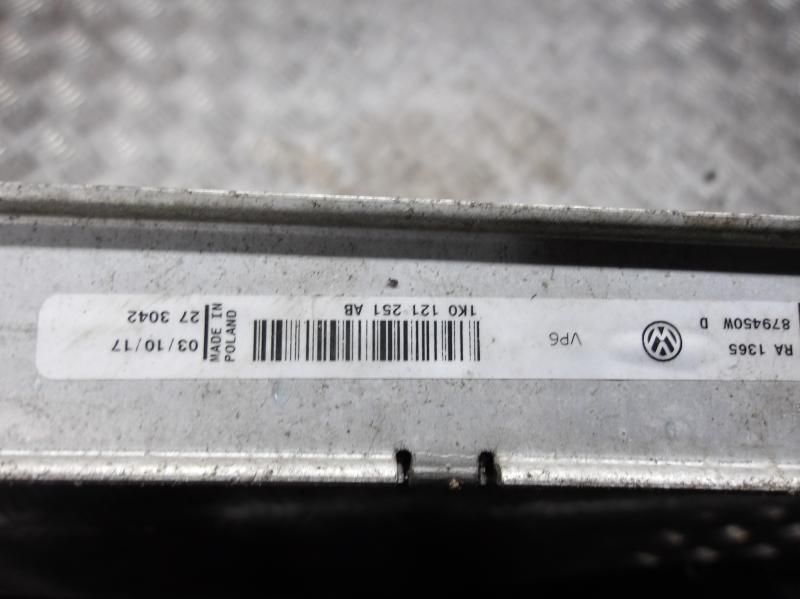 RA 1365
879450W D
VP6
1K0 121 251 AB
MADE IN
POLAND
03/10/17
27 3042